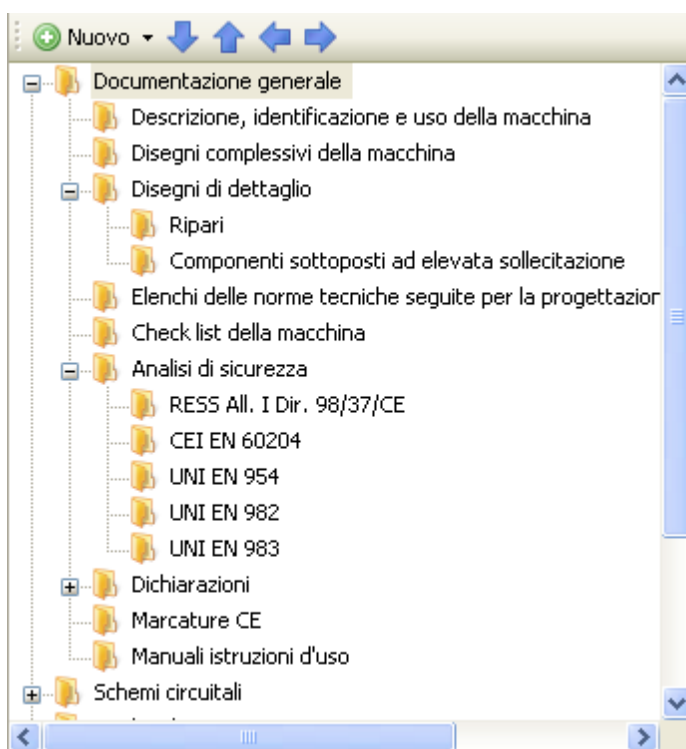 Nuovo
Documentazione generale
Descrizione, identificazione e uso della macchina
Disegni complessivi della macchina
Disegni di dettaglio
Ripari
Componenti sottoposti ad elevata sollecitazione
Elenchi delle norme tecniche seguite per la progettazior
Check list della macchina
Analisi di sicurezza
RESS All. I Dir. 98/37/CE
CEI EN 60204
UNI EN 954
UNI EN 982
UNI EN 983
Dichiarazioni
Marcature CE
Manuali istruzioni d'uso
Schemi circuitali